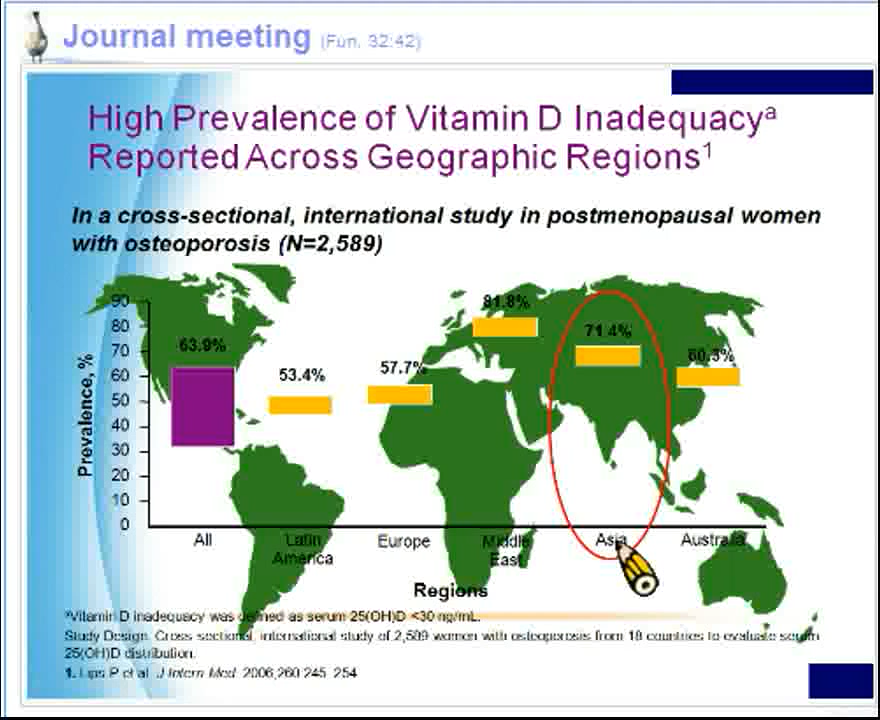 Journal meeting (Fun. 32:42)
High Prevalence of Vitamin D Inadequacyᵃ
Reported Across Geographic Regions¹
In a cross-sectional, international study in postmenopausal women
with osteoporosis (N=2,589)
Prevalence, %
90
80
70
60
50
40
30
20
10
0
63.9%
53.4%
57.7%
81.8%
71.4%
60.3%
All
Latin
America
Europe
Middle
East
Asia
Australia
Regions
ᵃVitamin D inadequacy was defined as serum 25(OH)D <30 ng/mL.
Study Design: Cross-sectional, international study of 2,589 women with osteoporosis from 18 countries to evaluate serum
25(OH)D distribution.
1. Lips P et al. J Intern Med. 2006;260:245–254